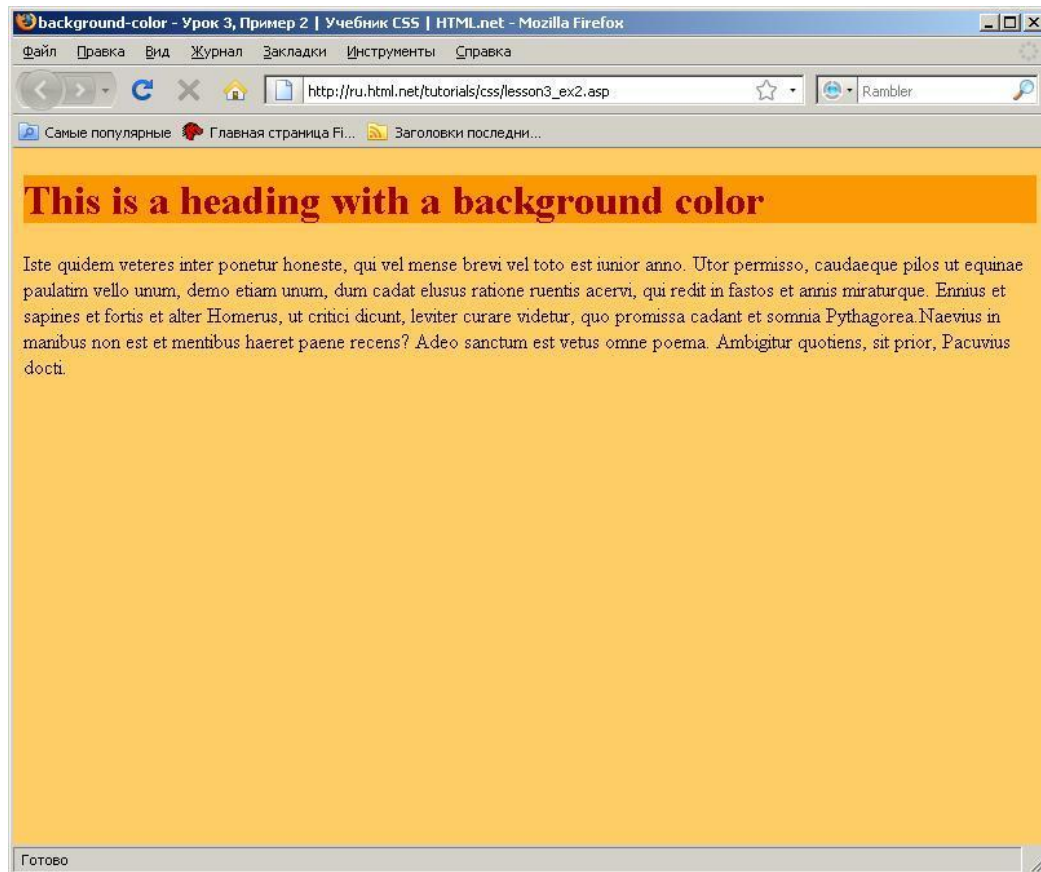 background-color - Урок 3, Пример 2 | Учебник CSS | HTML.net - Mozilla Firefox
Файл Правка Вид Журнал Закладки Инструменты Справка
http://ru.html.net/tutorials/css/lesson3_ex2.asp Rambler
Самые популярные Главная страница Fi... Заголовки последни...
This is a heading with a background color
Iste quidem veteres inter ponetur honeste, qui vel mense brevi vel toto est iunior anno. Utor permisso, caudaeque pilos ut equinae
paulatim vello unum, demo etiam unum, dum cadat elusus ratione ruentis acervi, qui redit in fastos et annis miraturque. Ennius et
sapines et fortis et alter Homerus, ut critici dicunt, leviter curare videtur, quo promissa cadant et somnia Pythagorea.Naevius in
manibus non est et mentibus haeret paene recens? Adeo sanctum est vetus omne poema. Ambigitur quotiens, sit prior, Pacuvius
docti.
Готово